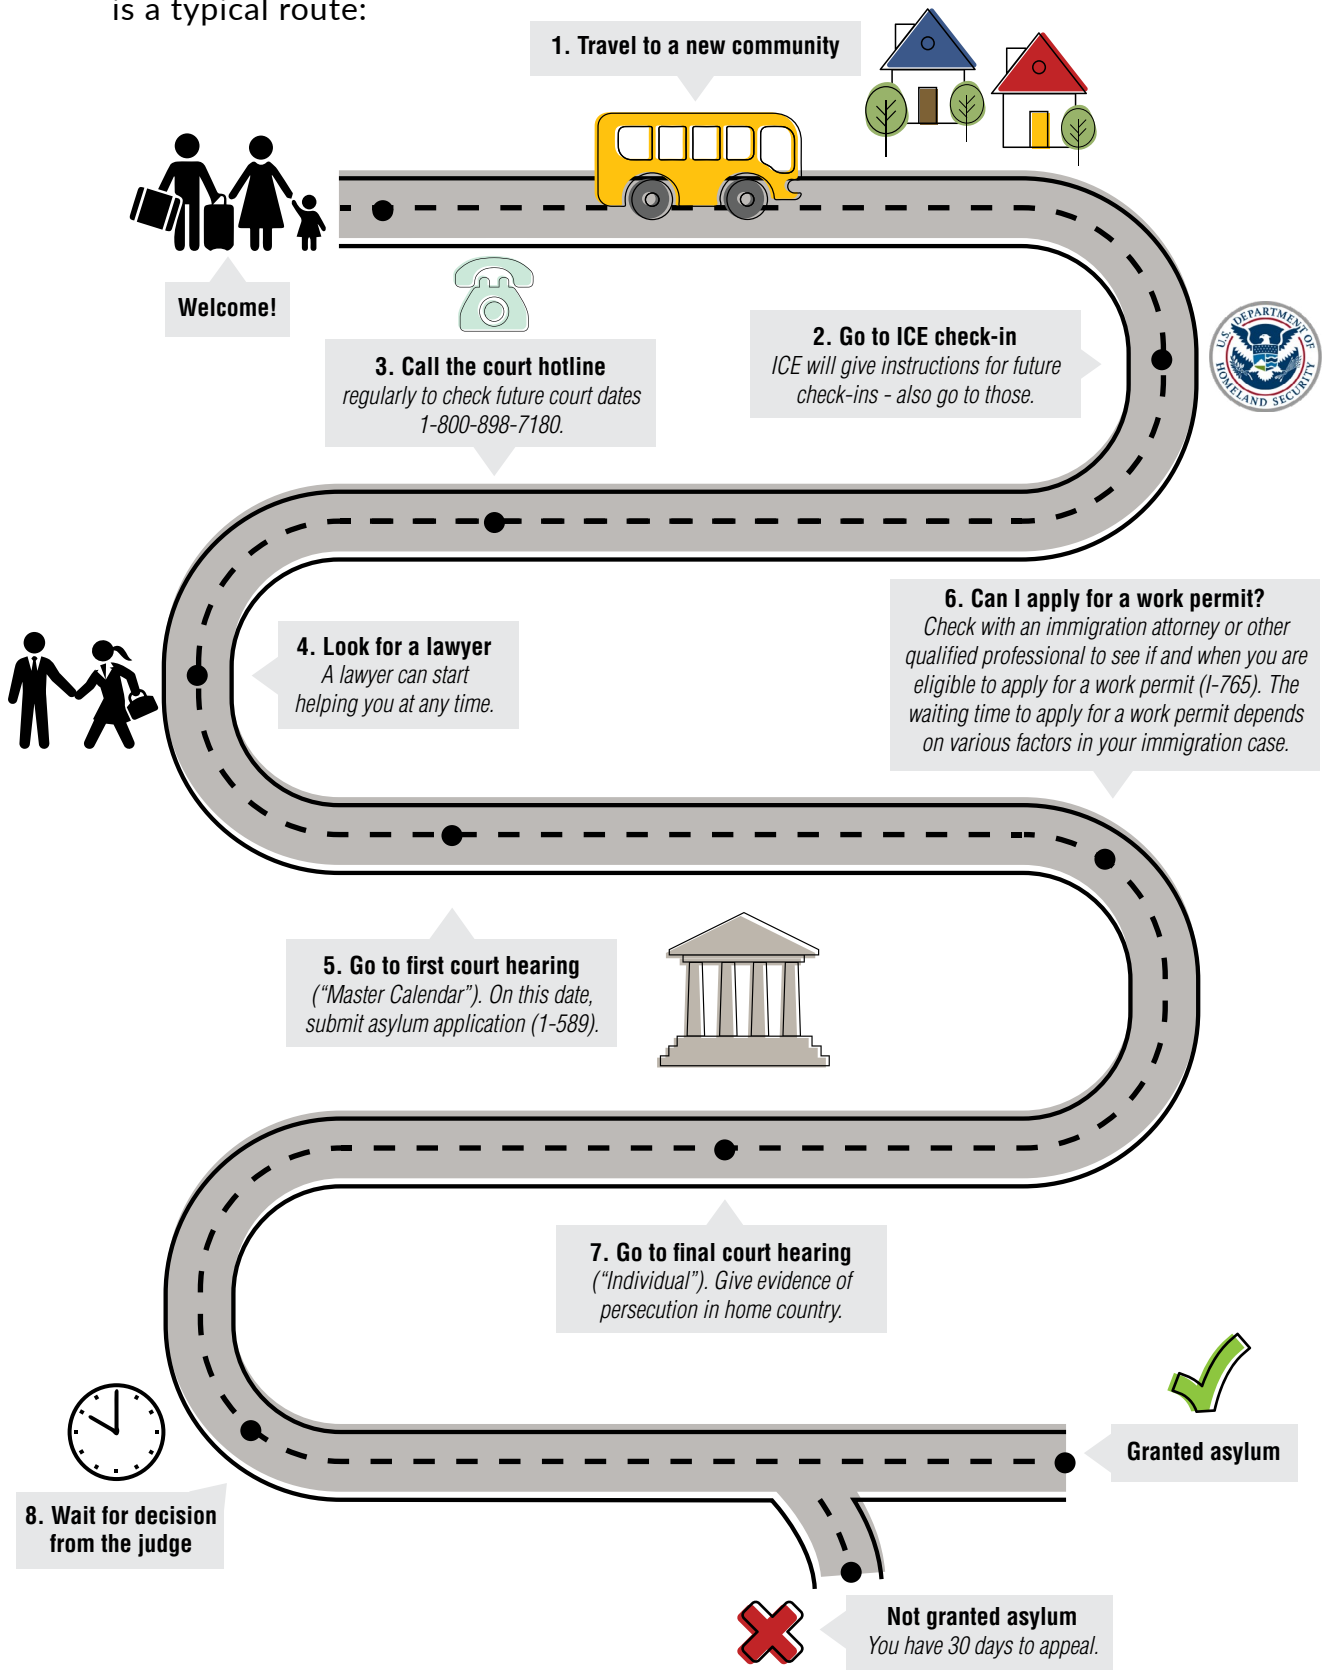 is a typical route:
1. Travel to a new community
Welcome!
2. Go to ICE check-in
ICE will give instructions for future
check-ins - also go to those.
U.S. DEPARTMENT OF
HOMELAND SECURITY
3. Call the court hotline
regularly to check future court dates
1-800-898-7180.
4. Look for a lawyer
A lawyer can start
helping you at any time.
6. Can I apply for a work permit?
Check with an immigration attorney or other
qualified professional to see if and when you are
eligible to apply for a work permit (I-765). The
waiting time to apply for a work permit depends
on various factors in your immigration case.
5. Go to first court hearing
(“Master Calendar”). On this date,
submit asylum application (1-589).
7. Go to final court hearing
(“Individual”). Give evidence of
persecution in home country.
8. Wait for decision
from the judge
Granted asylum
Not granted asylum
You have 30 days to appeal.